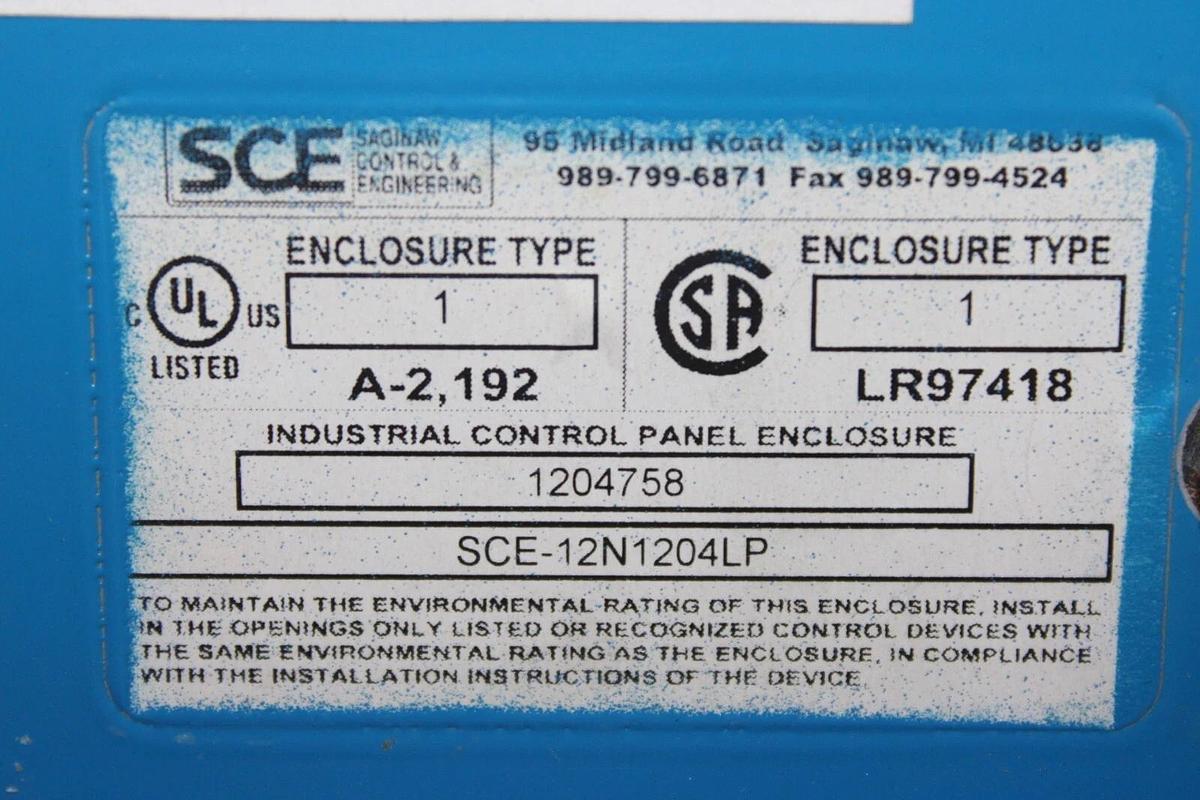 SCE SAGINAW CONTROL & ENGINEERING
95 Midland Road Saginaw, MI 48638
989-799-6871 Fax 989-799-4524
ENCLOSURE TYPE
1
C UL US
LISTED
A-2,192
ENCLOSURE TYPE
1
CSA
LR97418
INDUSTRIAL CONTROL PANEL ENCLOSURE
1204758
SCE-12N1204LP
TO MAINTAIN THE ENVIRONMENTAL RATING OF THIS ENCLOSURE, INSTALL
IN THE OPENINGS ONLY LISTED OR RECOGNIZED CONTROL DEVICES WITH
THE SAME ENVIRONMENTAL RATING AS THE ENCLOSURE, IN COMPLIANCE
WITH THE INSTALLATION INSTRUCTIONS OF THE DEVICE